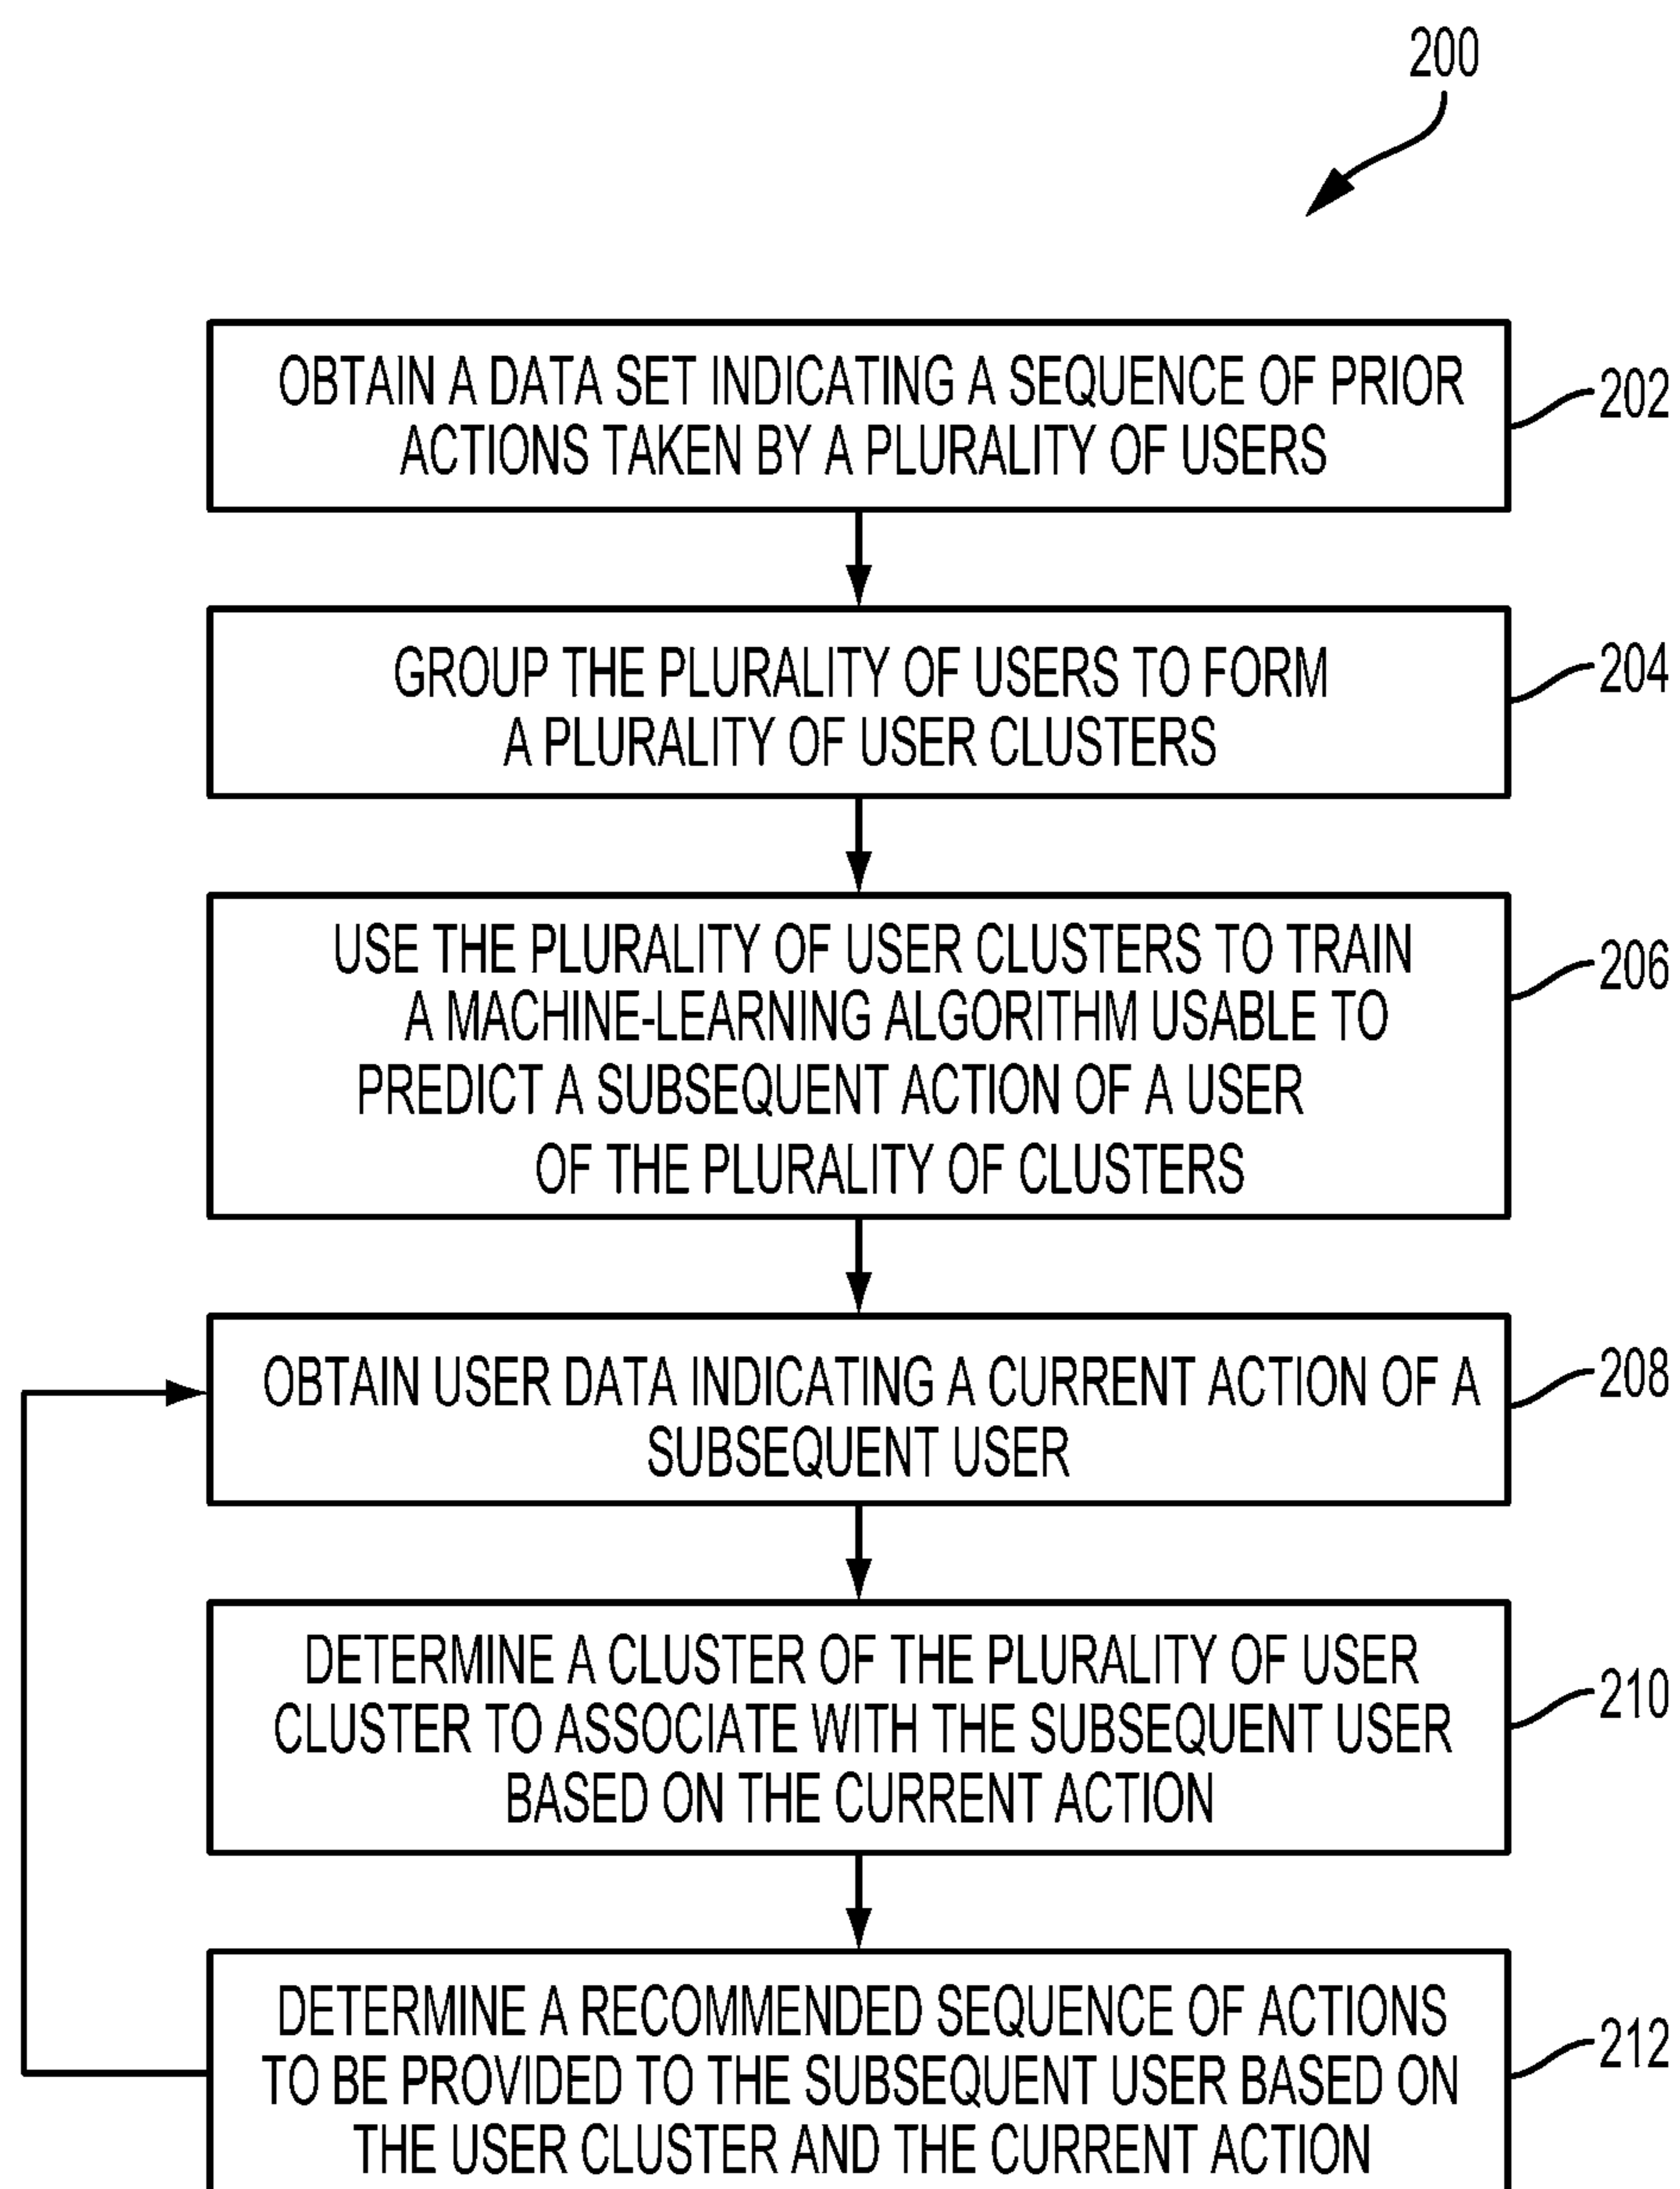 200
OBTAIN A DATA SET INDICATING A SEQUENCE OF PRIOR
ACTIONS TAKEN BY A PLURALITY OF USERS
202
GROUP THE PLURALITY OF USERS TO FORM
A PLURALITY OF USER CLUSTERS
204
USE THE PLURALITY OF USER CLUSTERS TO TRAIN
A MACHINE-LEARNING ALGORITHM USABLE TO
PREDICT A SUBSEQUENT ACTION OF A USER
OF THE PLURALITY OF CLUSTERS
206
OBTAIN USER DATA INDICATING A CURRENT ACTION OF A
SUBSEQUENT USER
208
DETERMINE A CLUSTER OF THE PLURALITY OF USER
CLUSTER TO ASSOCIATE WITH THE SUBSEQUENT USER
BASED ON THE CURRENT ACTION
210
DETERMINE A RECOMMENDED SEQUENCE OF ACTIONS
TO BE PROVIDED TO THE SUBSEQUENT USER BASED ON
THE USER CLUSTER AND THE CURRENT ACTION
212